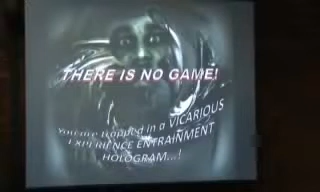 THERE IS NO GAME!
You are trapped in a VICARIOUS
EXPERIENCE ENTRAINMENT
HOLOGRAM...!